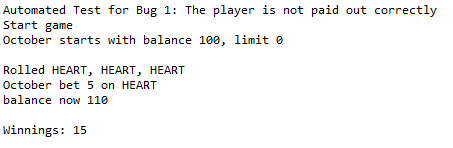 Automated Test for Bug 1: The player is not paid out correctly
Start game
October starts with balance 100, limit 0
Rolled HEART, HEART, HEART
October bet 5 on HEART
balance now 110
Winnings: 15